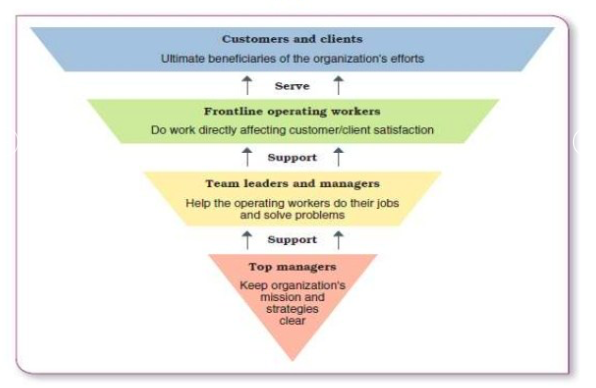 Customers and clients
Ultimate beneficiaries of the organization's efforts
Serve
Frontline operating workers
Do work directly affecting customer/client satisfaction
Support
Team leaders and managers
Help the operating workers do their jobs
and solve problems
Support
Top managers
Keep organization's
mission and
strategies
clear